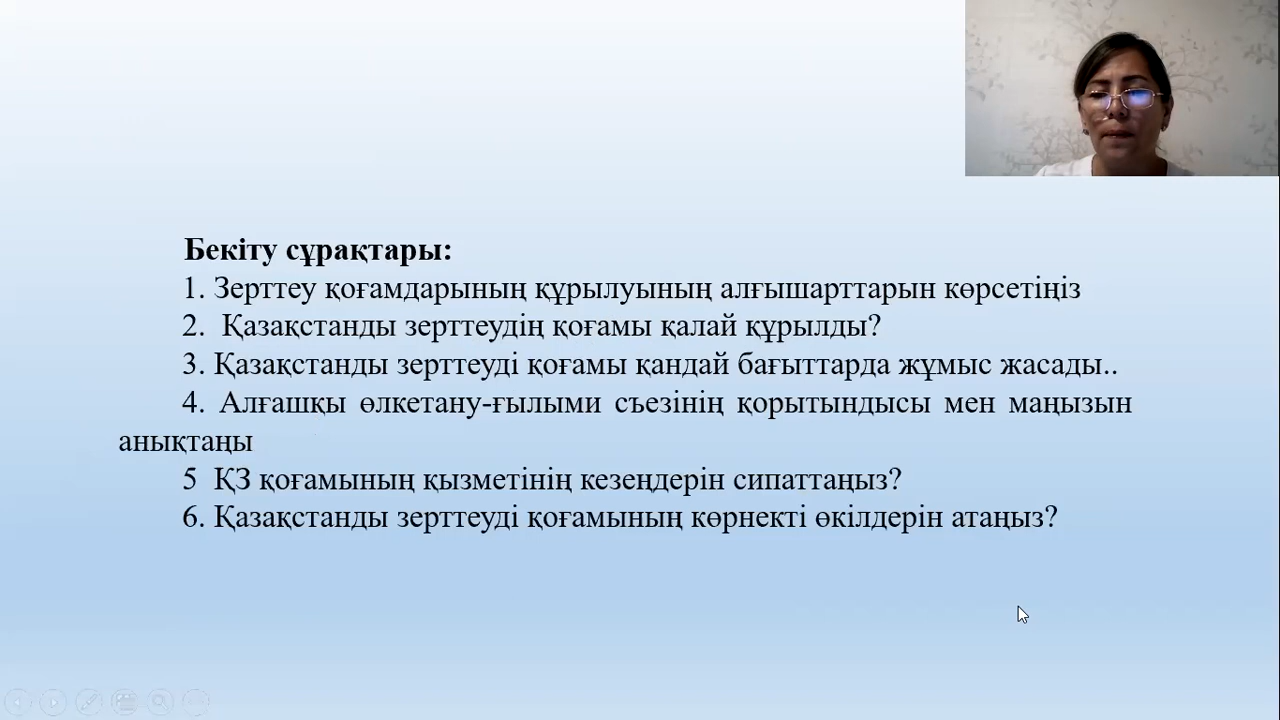 Бекіту сұрақтары:
1. Зерттеу қоғамдарының құрылуының алғышарттарын көрсетіңіз
2. Қазақстанды зерттеудің қоғамы қалай құрылды?
3. Қазақстанды зерттеуді қоғамы қандай бағыттарда жұмыс жасады..
4. Алғашқы өлкетану-ғылыми съезінің қорытындысы мен маңызын
анықтаңы
5 ҚЗ қоғамының қызметінің кезеңдерін сипаттаңыз?
6. Қазақстанды зерттеуді қоғамының көрнекті өкілдерін атаңыз?